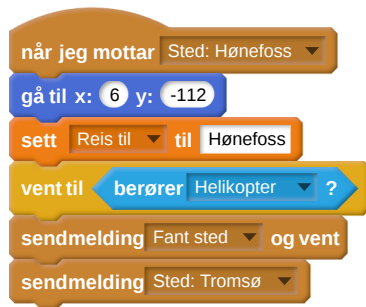 når jeg mottar Sted: Hønefoss
gå til x: 6 y: -112
sett Reis til til Hønefoss
vent til berører Helikopter ?
sendmelding Fant sted og vent
sendmelding Sted: Tromsø